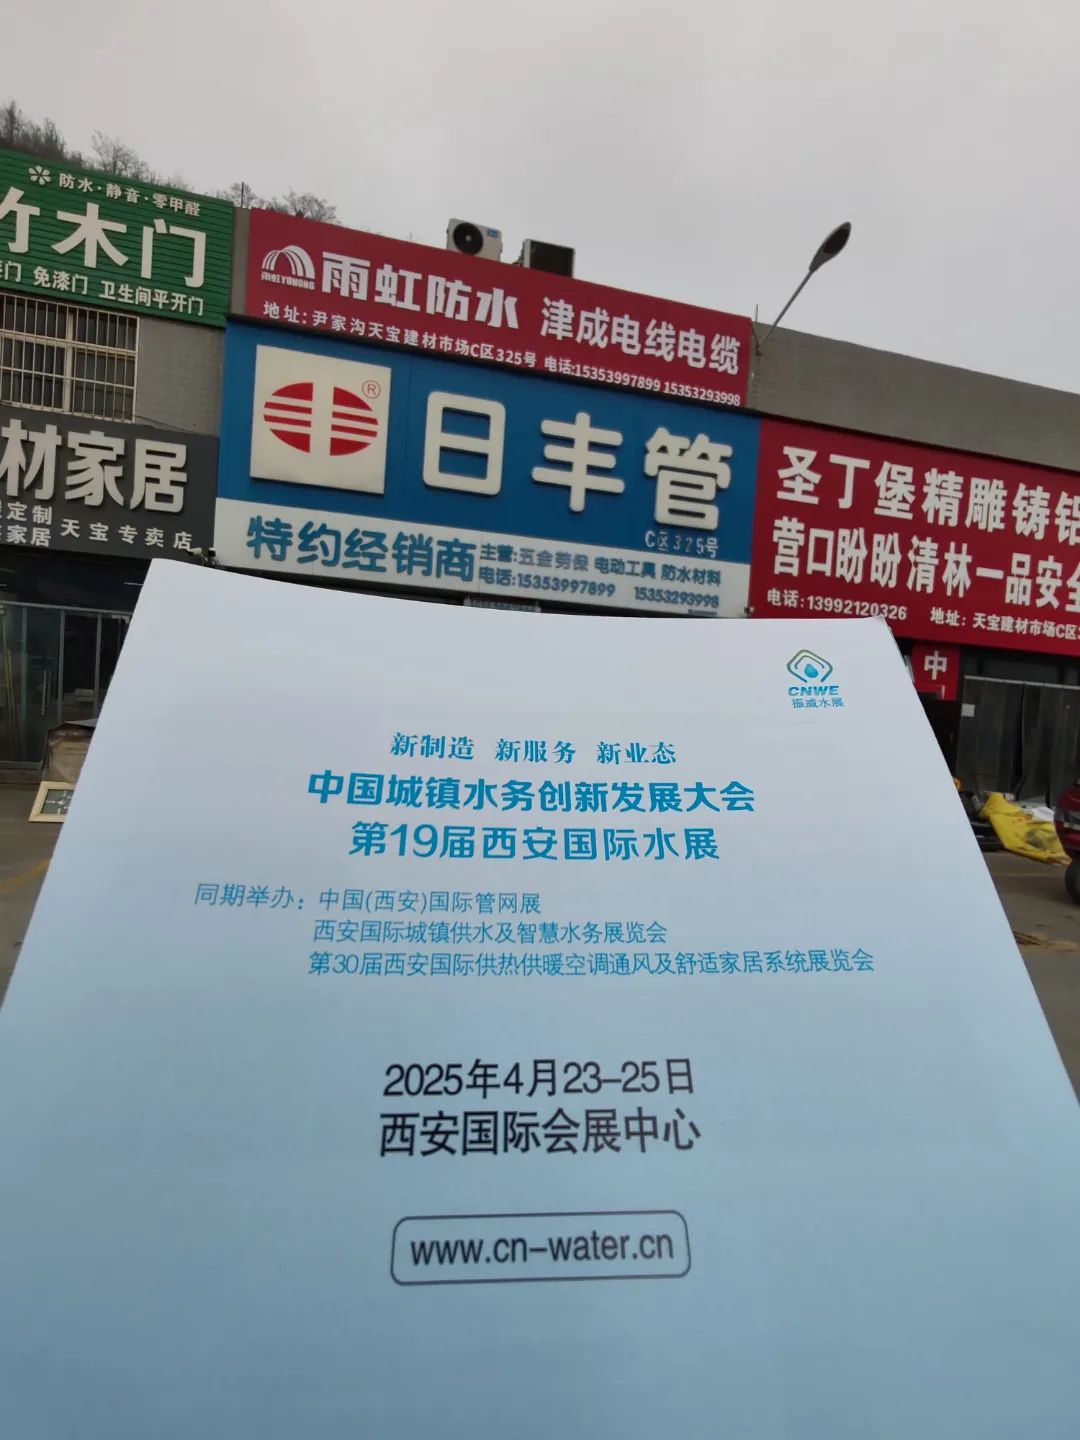 防水·静音·零甲醛
竹木门
免漆门 卫生间平开门
雨虹YUHONG
雨虹防水 津成电线电缆
地址:尹家沟天宝建材市场C区325号 电话:15353997899 15353293998
®
日丰管
C区325号
特约经销商
主营:五金劳保 电动工具 防水材料
电话:15353997899 15353293998
材家居
定制
家居
天宝专卖店
圣丁堡精雕铸铝
营口盼盼清林一品安全
电话:13992120326 地址:天宝建材市场C区3
中
CNWE
振威水展
新制造 新服务 新业态
中国城镇水务创新发展大会
第19届西安国际水展
同期举办:中国(西安)国际管网展
西安国际城镇供水及智慧水务展览会
第30届西安国际供热供暖空调通风及舒适家居系统展览会
2025年4月23-25日
西安国际会展中心
www.cn-water.cn